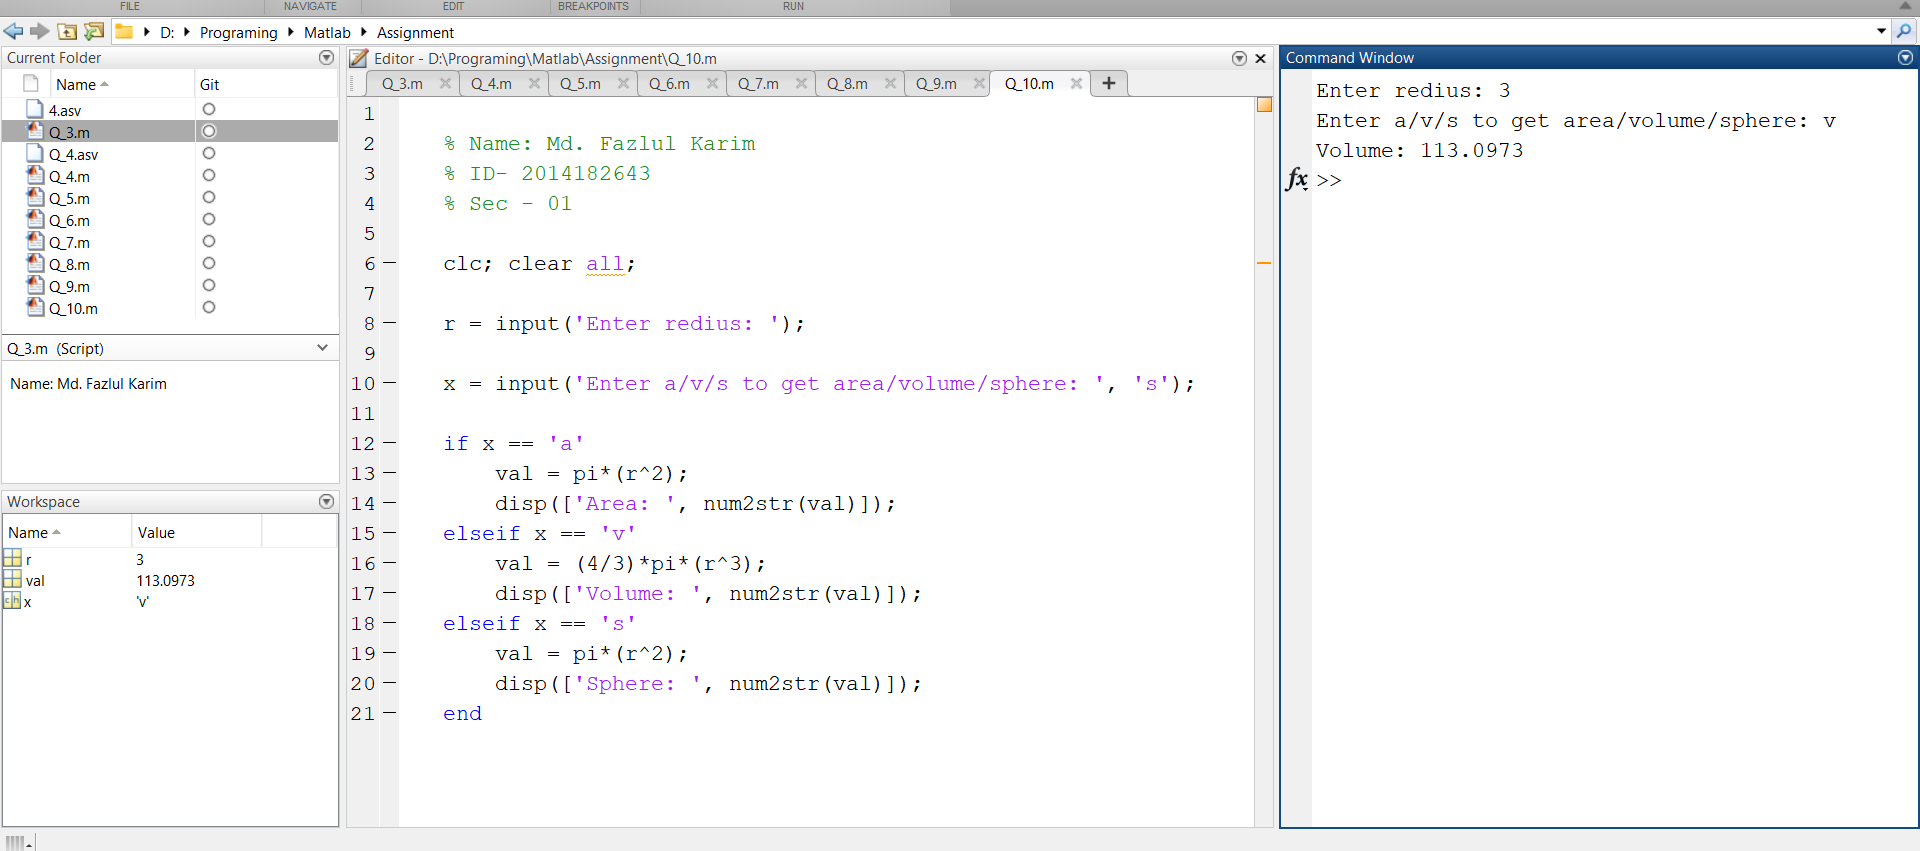 FILE NAVIGATE EDIT BREAKPOINTS RUN
D: Programing Matlab Assignment
Current Folder
Name Git
4.asv
Q_3.m
Q_4.asv
Q_4.m
Q_5.m
Q_6.m
Q_7.m
Q_8.m
Q_9.m
Q_10.m
Q_3.m (Script)
Name: Md. Fazlul Karim
Workspace
Name Value
r 3
val 113.0973
x 'v'
Editor - D:\Programing\Matlab\Assignment\Q_10.m
Q_3.m Q_4.m Q_5.m Q_6.m Q_7.m Q_8.m Q_9.m Q_10.m +
1
2 % Name: Md. Fazlul Karim
3 % ID- 2014182643
4 % Sec - 01
5
6 clc; clear all;
7
8 r = input('Enter redius: ');
9
10 x = input('Enter a/v/s to get area/volume/sphere: ', 's');
11
12 if x == 'a'
13 val = pi*(r^2);
14 disp(['Area: ', num2str(val)]);
15 elseif x == 'v'
16 val = (4/3)*pi*(r^3);
17 disp(['Volume: ', num2str(val)]);
18 elseif x == 's'
19 val = pi*(r^2);
20 disp(['Sphere: ', num2str(val)]);
21 end
Command Window
Enter redius: 3
Enter a/v/s to get area/volume/sphere: v
Volume: 113.0973
fx >>